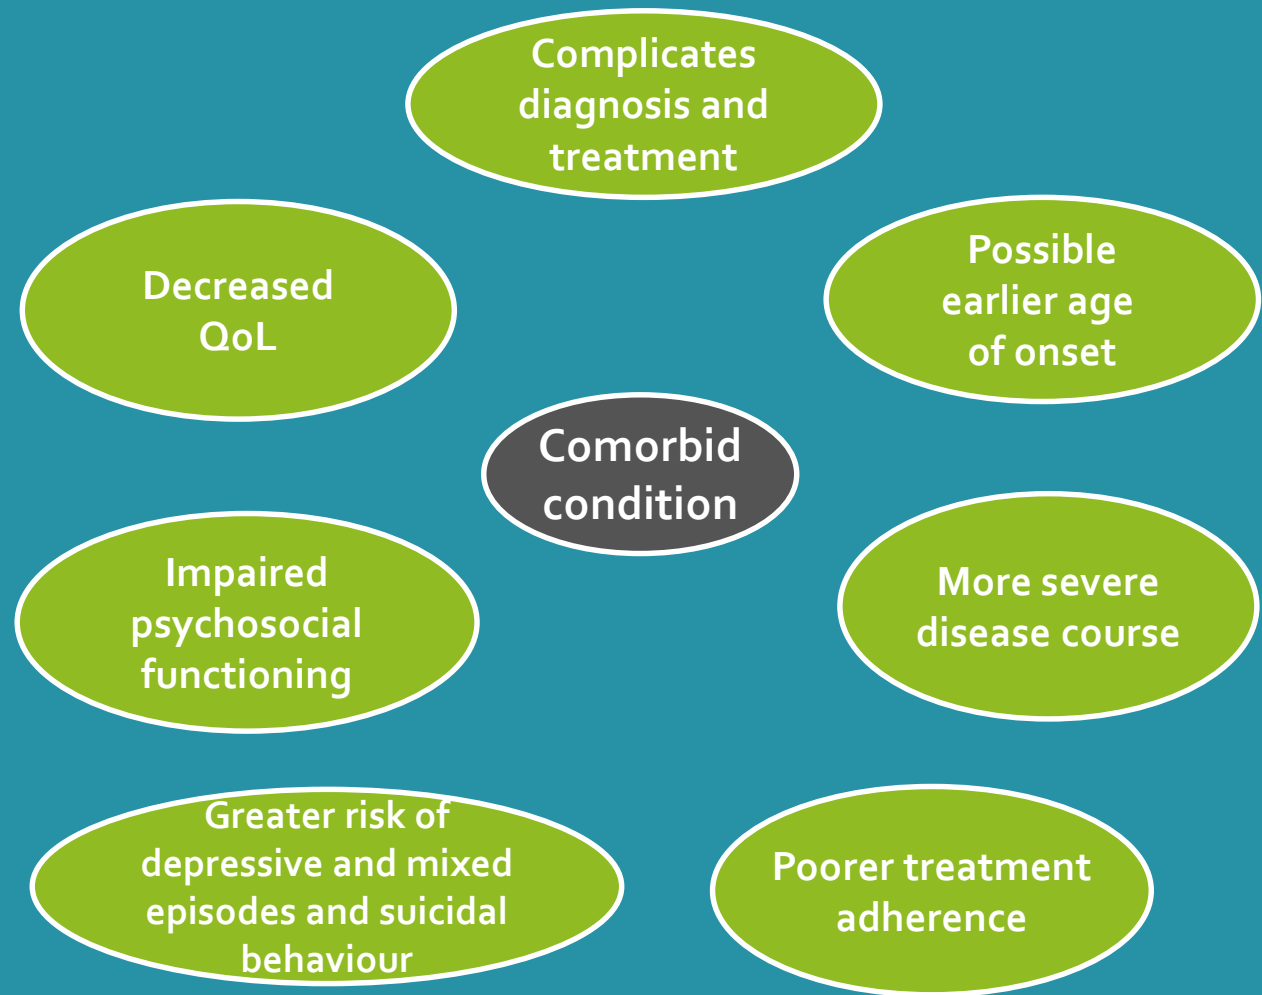 Complicates
diagnosis and
treatment
Decreased
QoL
Possible
earlier age
of onset
Comorbid
condition
Impaired
psychosocial
functioning
More severe
disease course
Greater risk of
depressive and mixed
episodes and suicidal
behaviour
Poorer treatment
adherence